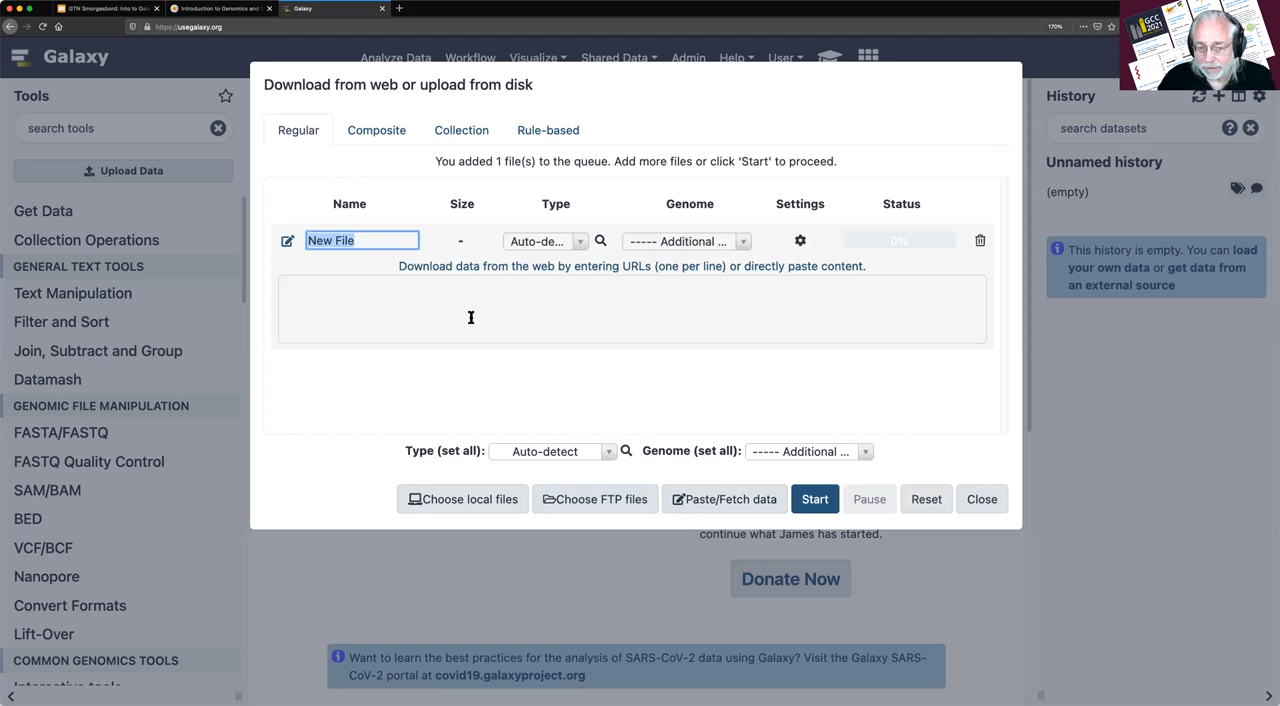 GTN Smorgasbord: Into to Gala
Introduction to Genomics and G
Galaxy
https://usegalaxy.org
170%
GCC
2021
Galaxy
Analyze Data
Workflow
Visualize
Shared Data
Admin
Help
User
Tools
search tools
Upload Data
Get Data
Collection Operations
GENERAL TEXT TOOLS
Text Manipulation
Filter and Sort
Join, Subtract and Group
Datamash
GENOMIC FILE MANIPULATION
FASTA/FASTQ
FASTQ Quality Control
SAM/BAM
BED
VCF/BCF
Nanopore
Convert Formats
Lift-Over
COMMON GENOMICS TOOLS
Interactive tools
Download from web or upload from disk
Regular
Composite
Collection
Rule-based
You added 1 file(s) to the queue. Add more files or click 'Start' to proceed.
Name
Size
Type
Genome
Settings
Status
New File
-
Auto-de...
----- Additional ...
0%
Download data from the web by entering URLs (one per line) or directly paste content.
Type (set all):
Auto-detect
Genome (set all):
----- Additional ...
Choose local files
Choose FTP files
Paste/Fetch data
Start
Pause
Reset
Close
continue what James has started.
Donate Now
Want to learn the best practices for the analysis of SARS-CoV-2 data using Galaxy? Visit the Galaxy SARS-
CoV-2 portal at covid19.galaxyproject.org
History
search datasets
Unnamed history
(empty)
This history is empty. You can load
your own data or get data from
an external source